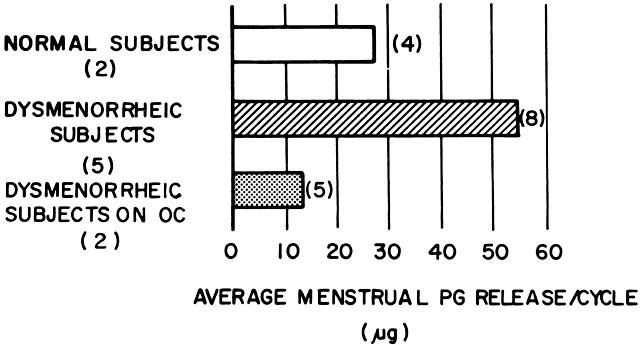 NORMAL SUBJECTS
(2)
(4)
DYSMENORRHEIC
SUBJECTS
(5)
(8)
DYSMENORRHEIC
SUBJECTS ON OC
(2)
(5)
0 10 20 30 40 50 60
AVERAGE MENSTRUAL PG RELEASE/CYCLE
(µg)